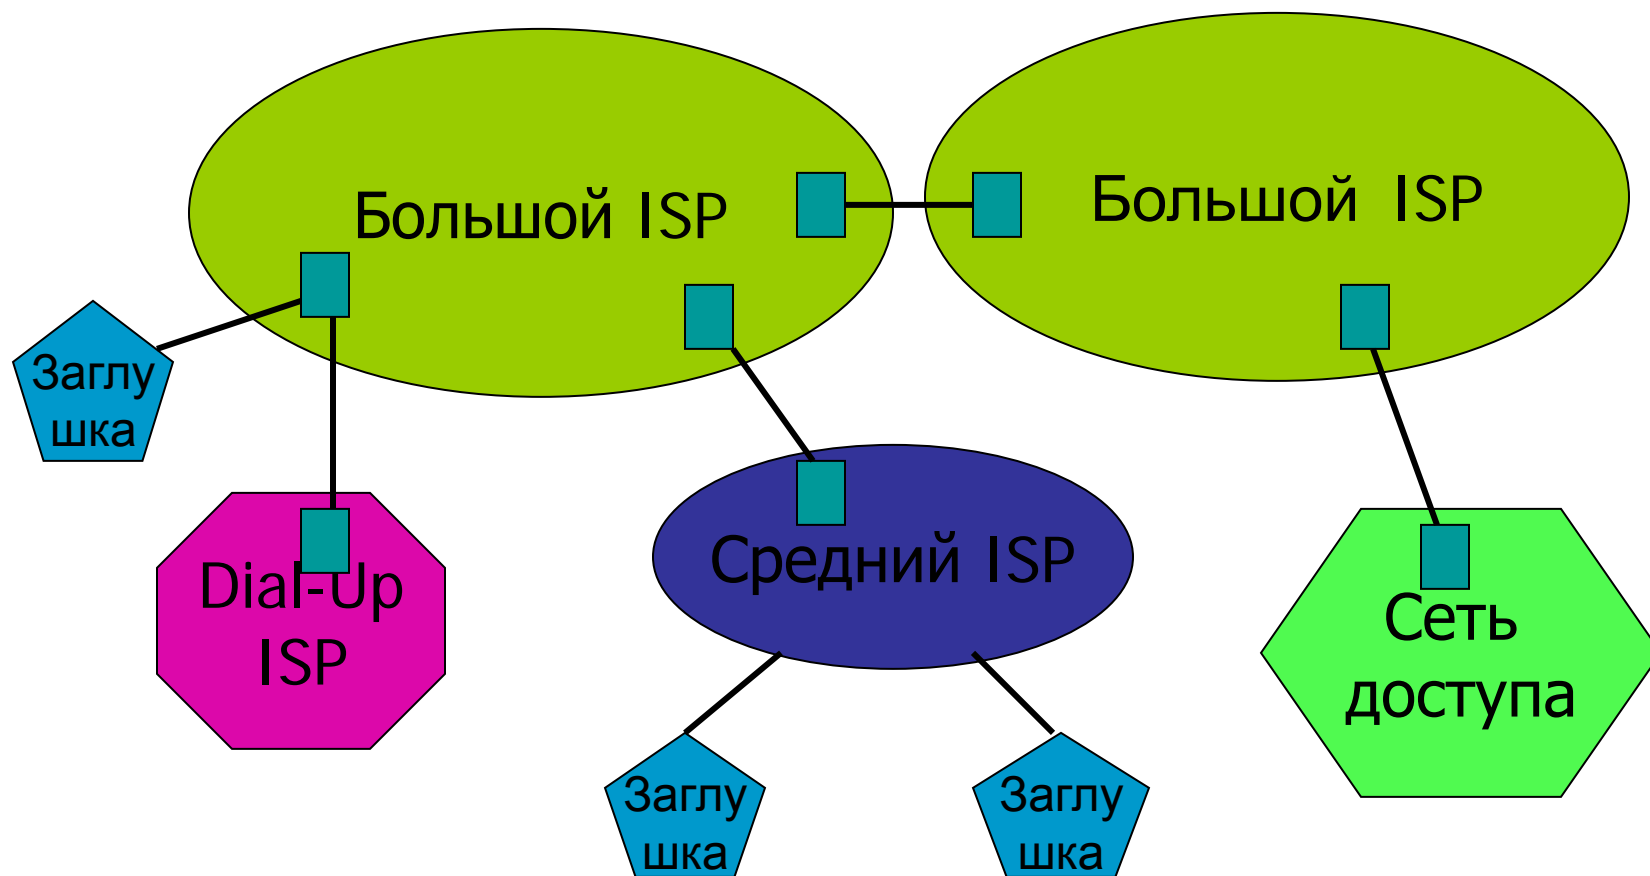 Большой ISP
Большой ISP
Заглу
шка
Dial-Up
ISP
Средний ISP
Сеть
доступа
Заглу
шка
Заглу
шка